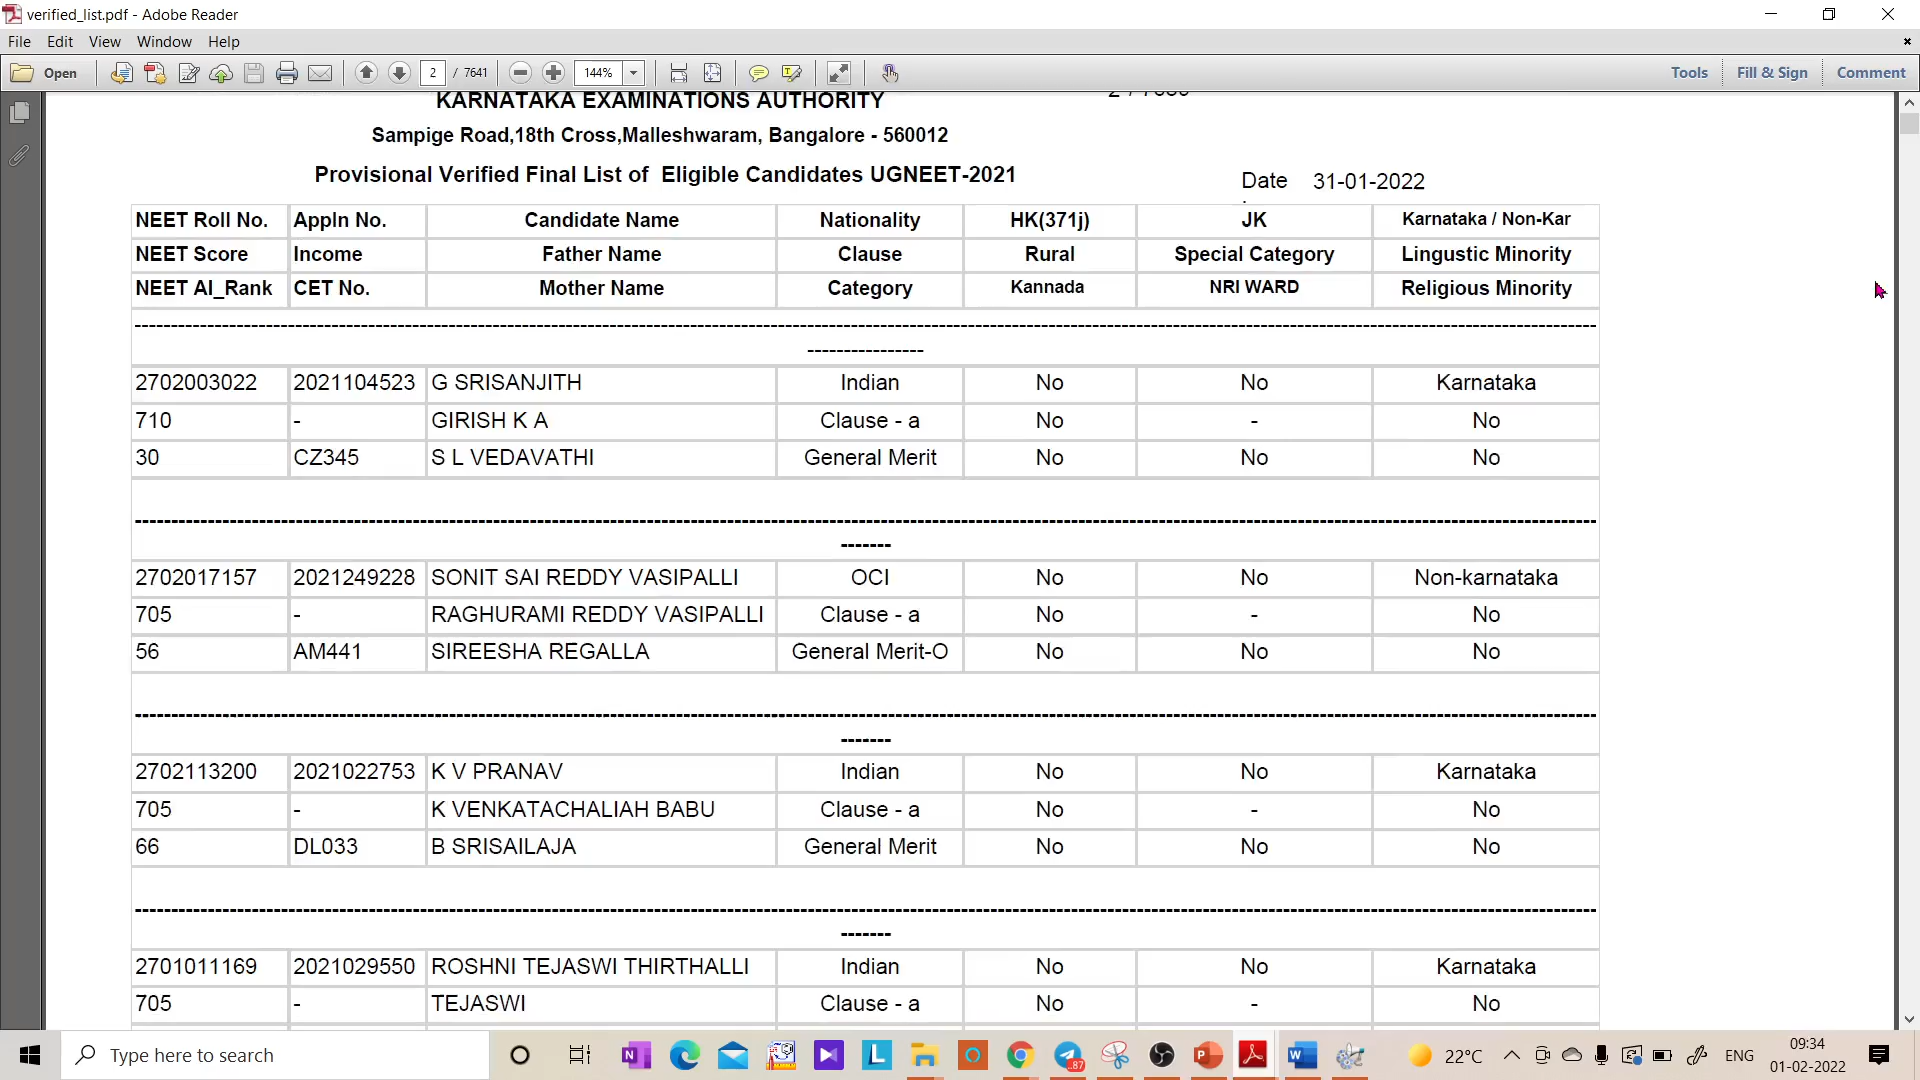 verified_list.pdf - Adobe Reader
File Edit View Window Help
Open 2 / 7641 144% Tools Fill & Sign Comment
KARNATAKA EXAMINATIONS AUTHORITY
Sampige Road,18th Cross,Malleshwaram, Bangalore - 560012
Provisional Verified Final List of Eligible Candidates UGNEET-2021
Date 31-01-2022
NEET Roll No. Appln No. Candidate Name Nationality HK(371j) JK Karnataka / Non-Kar
NEET Score Income Father Name Clause Rural Special Category Lingustic Minority
NEET AI_Rank CET No. Mother Name Category Kannada NRI WARD Religious Minority
2702003022 2021104523 G SRISANJITH Indian No No Karnataka
710 - GIRISH K A Clause - a No - No
30 CZ345 S L VEDAVATHI General Merit No No No
2702017157 2021249228 SONIT SAI REDDY VASIPALLI OCI No No Non-karnataka
705 - RAGHURAMI REDDY VASIPALLI Clause - a No - No
56 AM441 SIREESHA REGALLA General Merit-O No No No
2702113200 2021022753 K V PRANAV Indian No No Karnataka
705 - K VENKATACHALIAH BABU Clause - a No - No
66 DL033 B SRISAILAJA General Merit No No No
2701011169 2021029550 ROSHNI TEJASWI THIRTHALLI Indian No No Karnataka
705 - TEJASWI Clause - a No - No
Type here to search 22°C ENG 09:34
01-02-2022